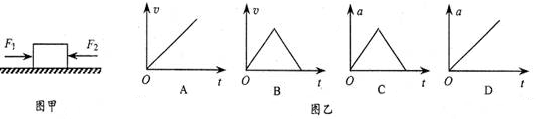 F₁ F₂
图甲
v O t A
v O t B
a O t C
a O t D
图乙